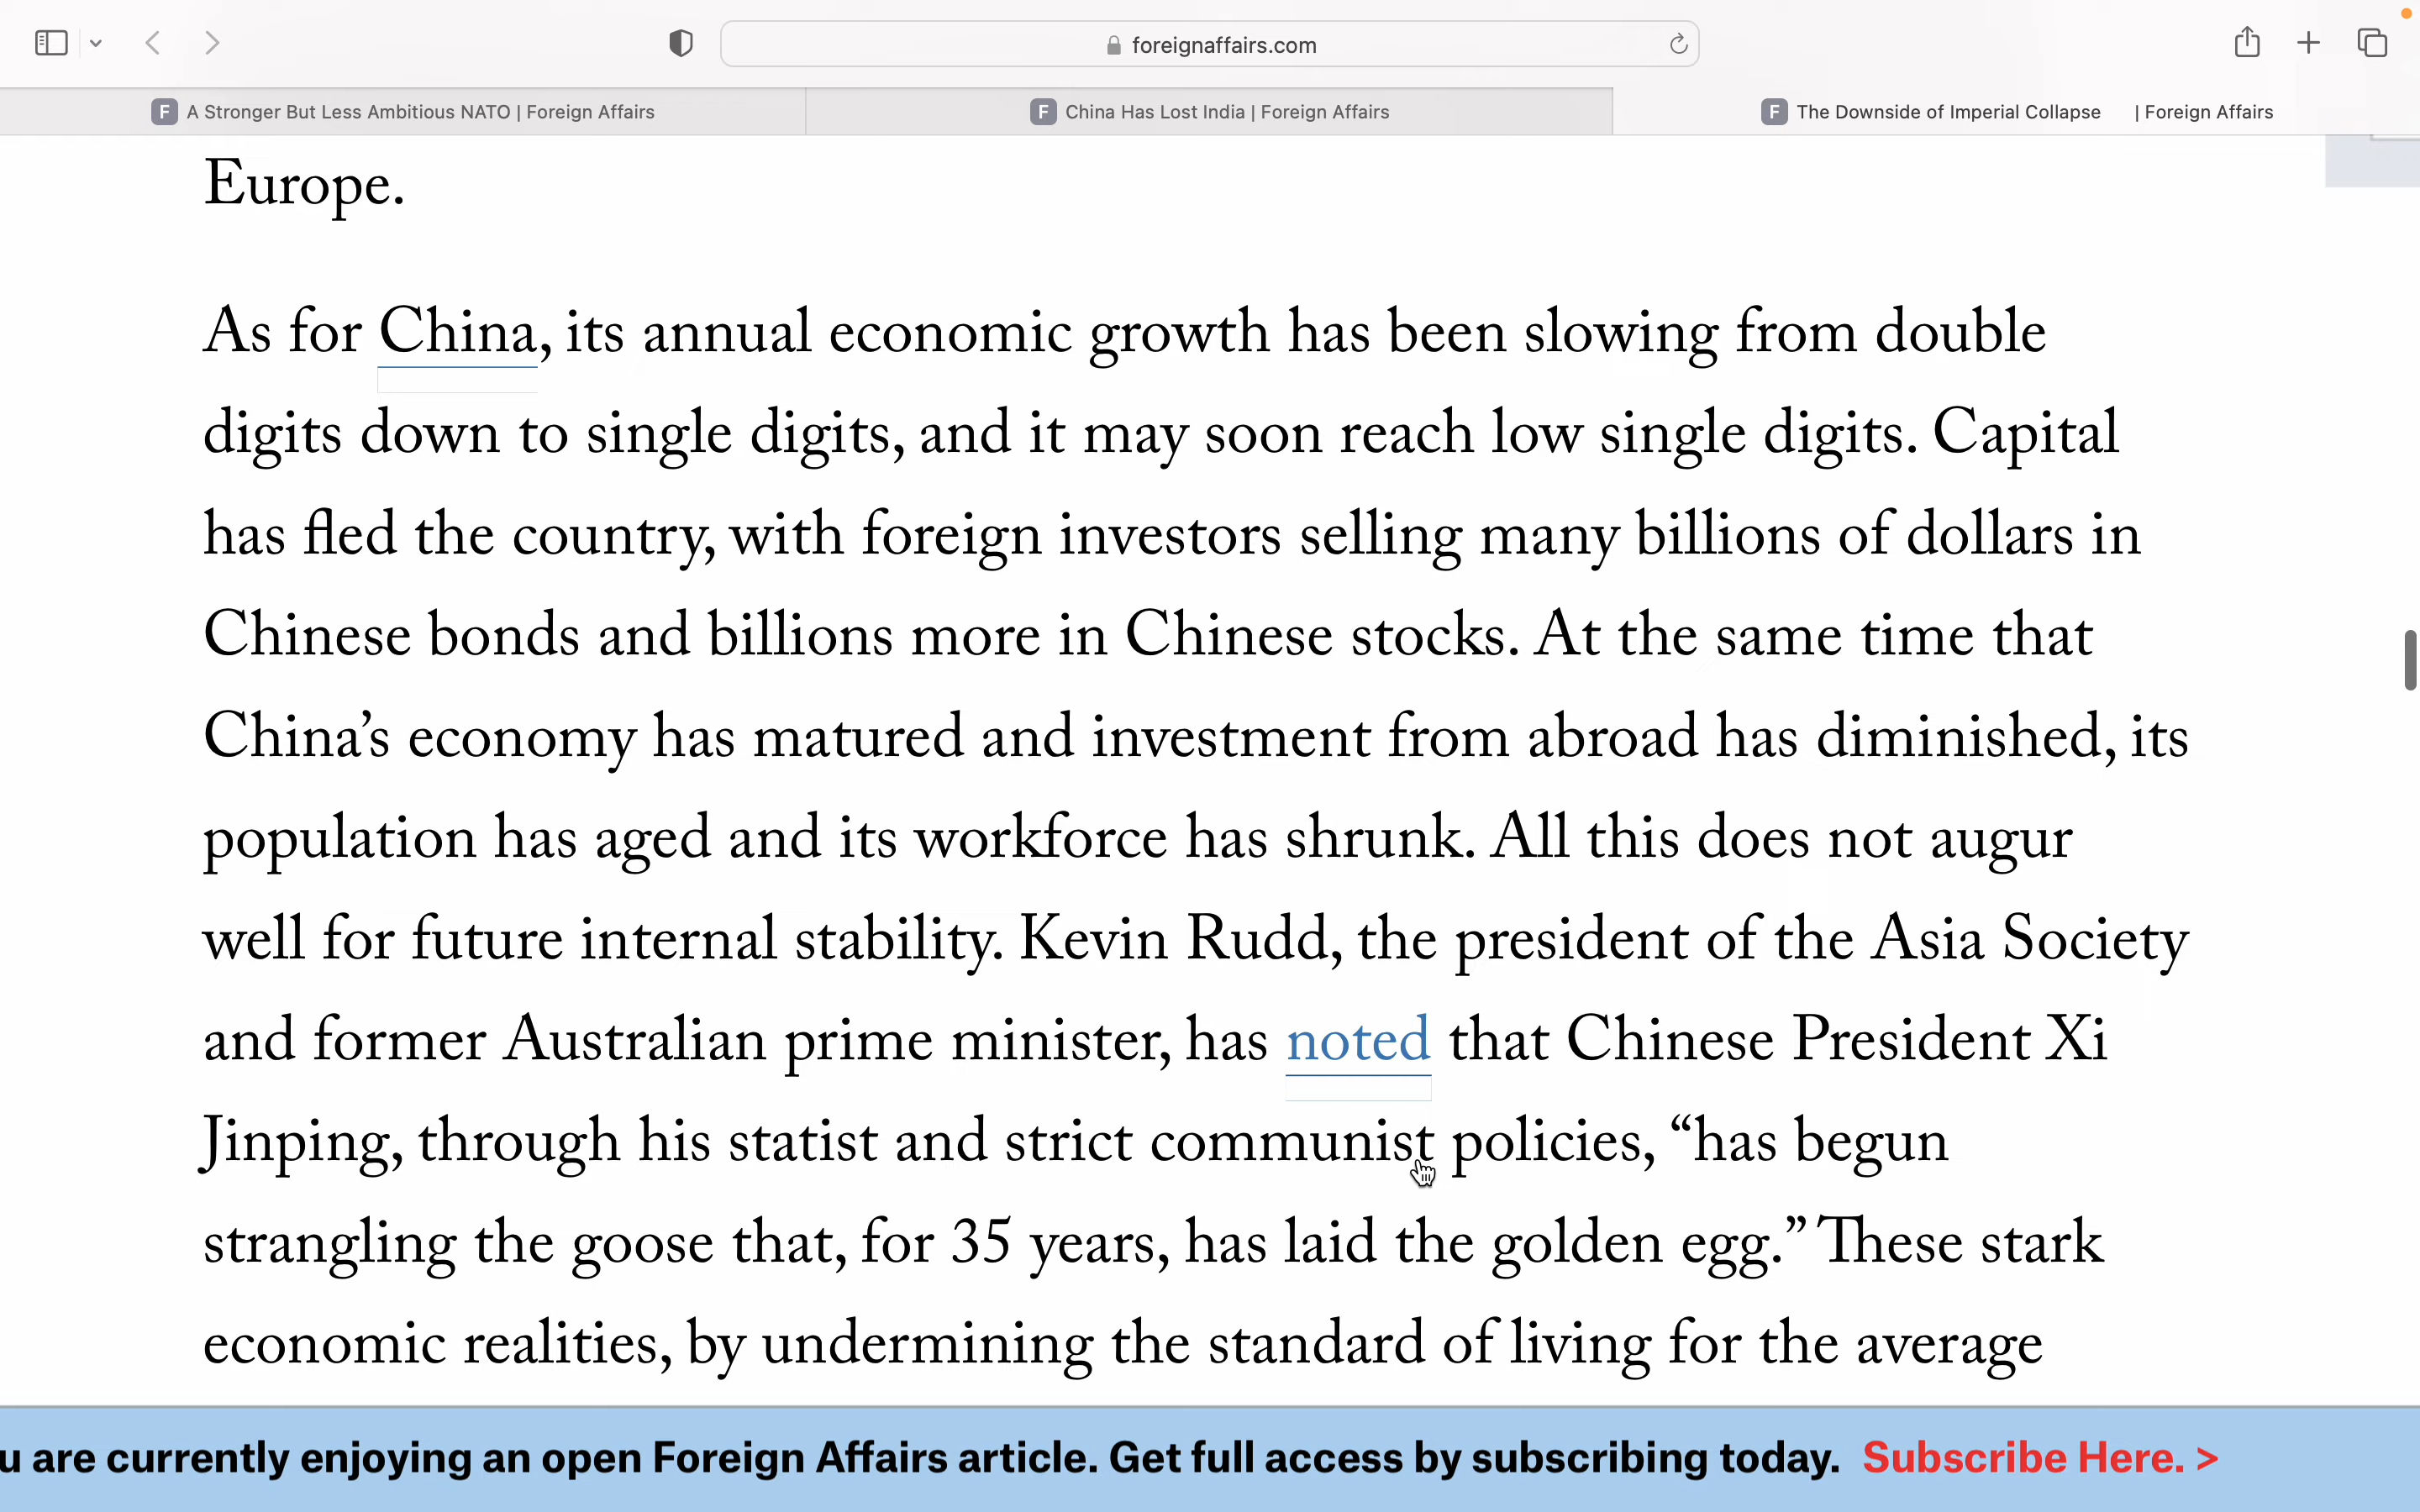 foreignaffairs.com
F A Stronger But Less Ambitious NATO | Foreign Affairs
F China Has Lost India | Foreign Affairs
F The Downside of Imperial Collapse | Foreign Affairs
Europe.
As for China, its annual economic growth has been slowing from double
digits down to single digits, and it may soon reach low single digits. Capital
has fled the country, with foreign investors selling many billions of dollars in
Chinese bonds and billions more in Chinese stocks. At the same time that
China’s economy has matured and investment from abroad has diminished, its
population has aged and its workforce has shrunk. All this does not augur
well for future internal stability. Kevin Rudd, the president of the Asia Society
and former Australian prime minister, has noted that Chinese President Xi
Jinping, through his statist and strict communist policies, “has begun
strangling the goose that, for 35 years, has laid the golden egg.” These stark
economic realities, by undermining the standard of living for the average
u are currently enjoying an open Foreign Affairs article. Get full access by subscribing today. Subscribe Here. >